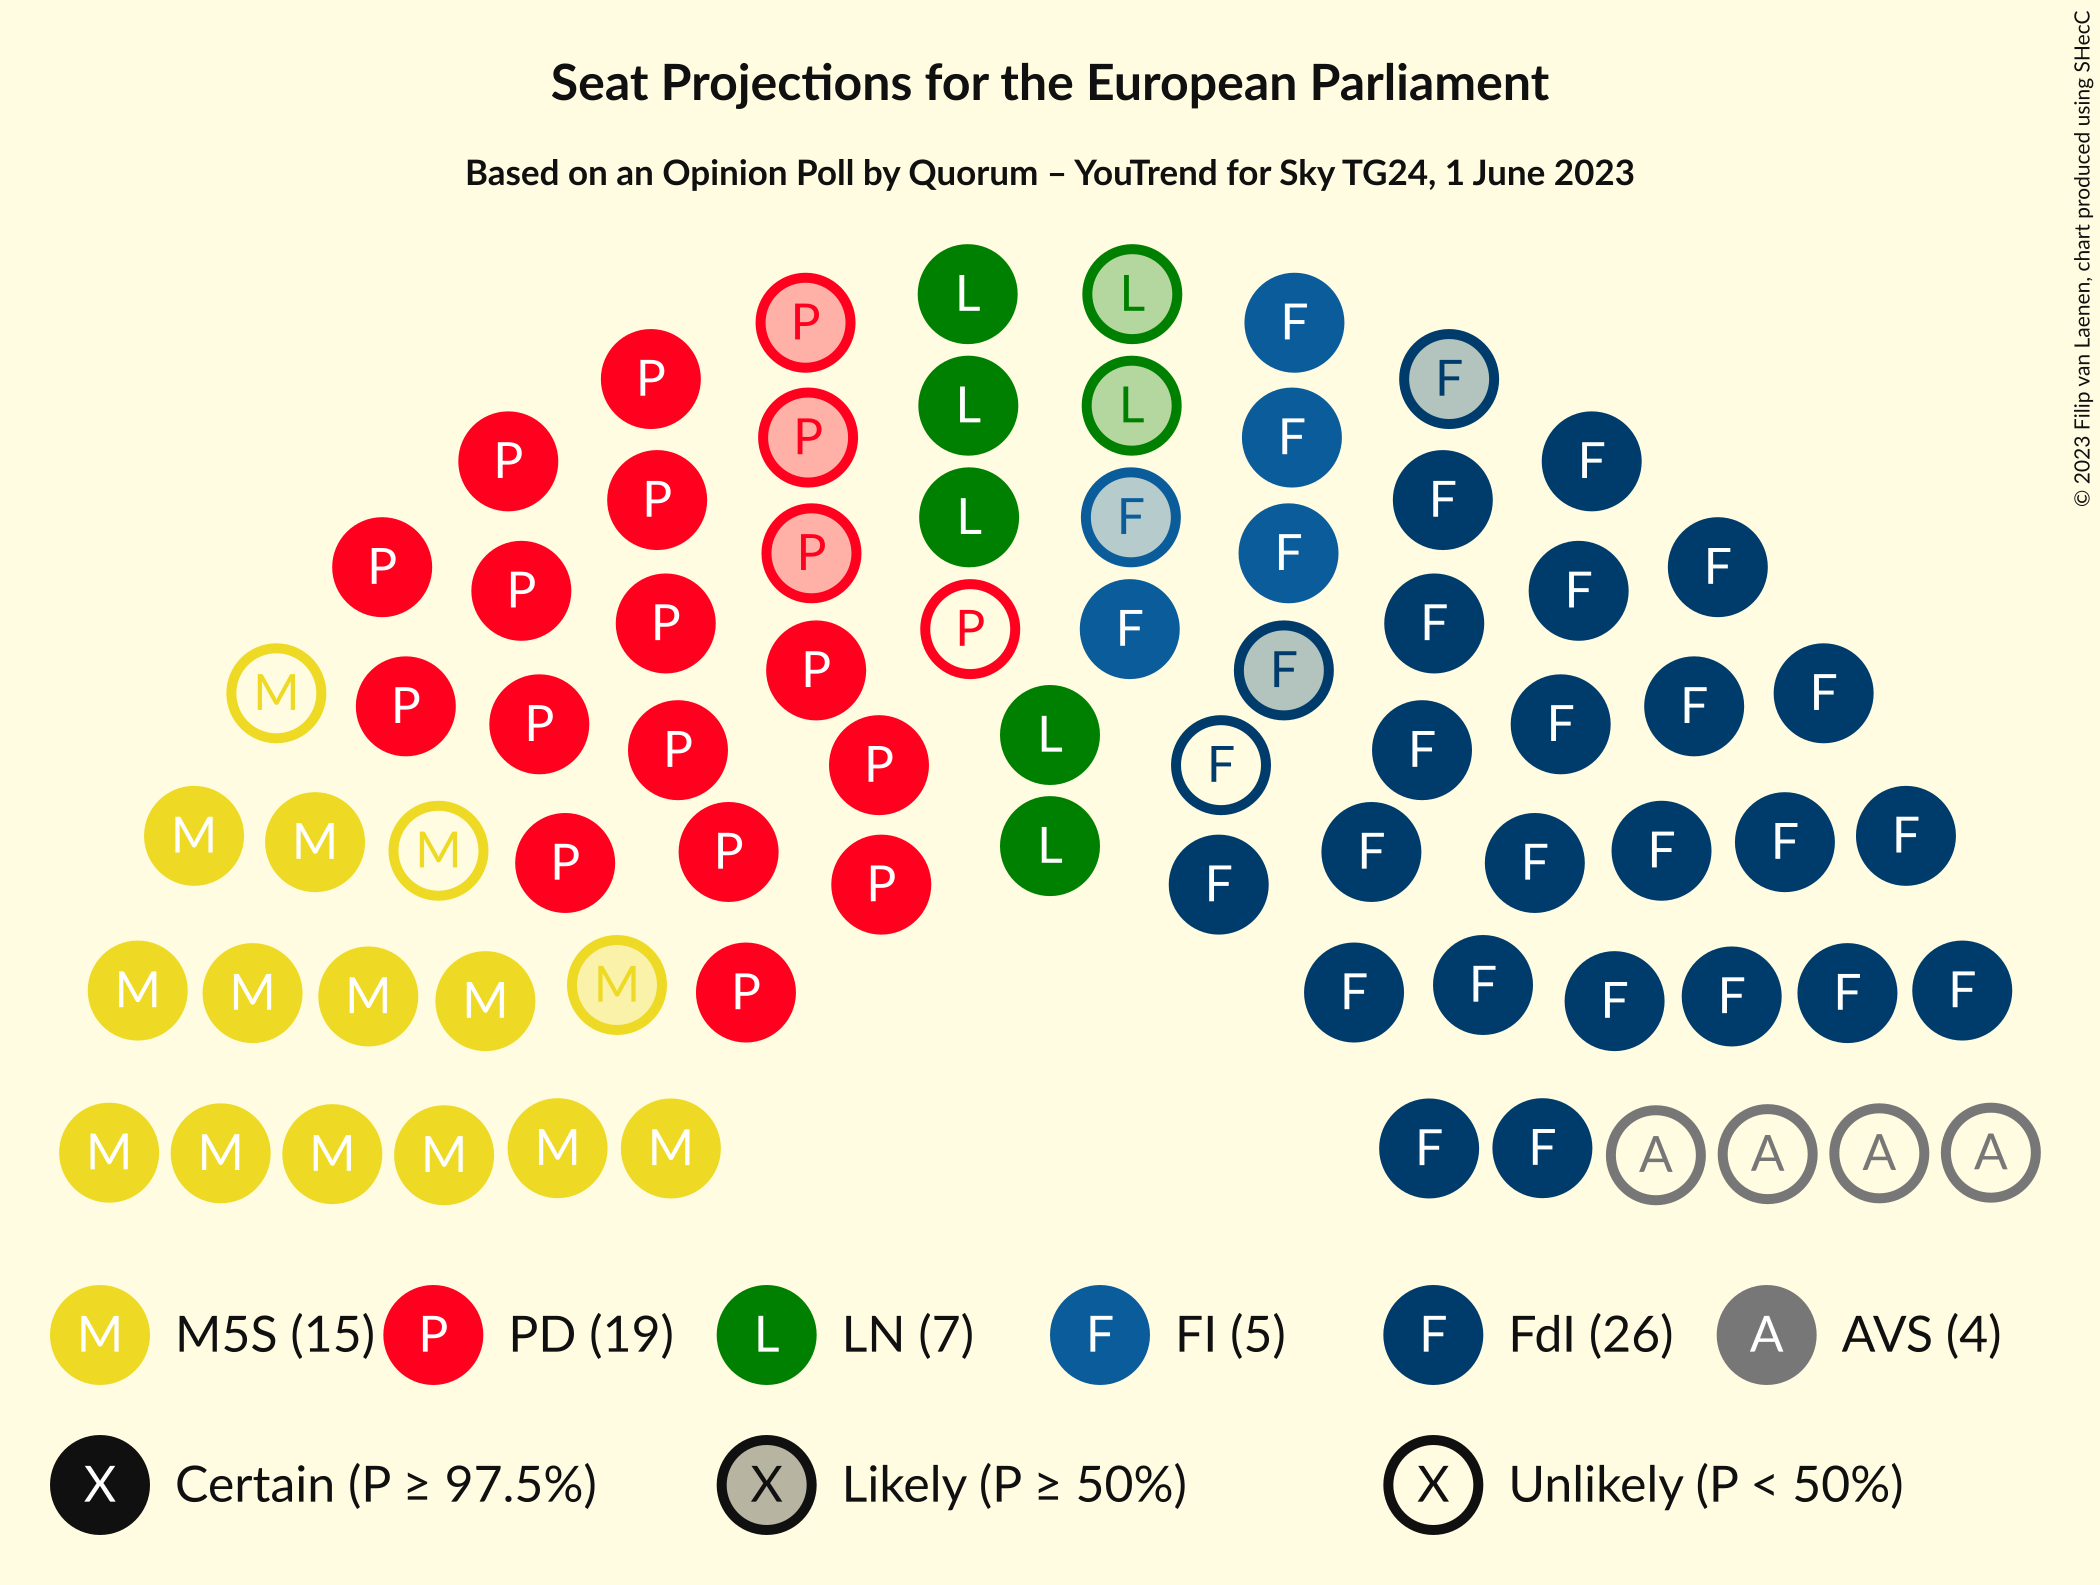 Seat Projections for the European Parliament
Based on an Opinion Poll by Quorum – YouTrend for Sky TG24, 1 June 2023
© 2023 Filip van Laenen, chart produced using SHecC
L L
P F
P F
L L
P F
P F
P F
L F
P F
P F
P F
P F
P F
P F
P F
M F
P F
P F
L
P F
P F
M F
M F
M F
L
P P F F
P F
M M M M M P F F F F F F
M M M M M M F F A A A A
M M5S (15) P PD (19) L LN (7) F FI (5) F FdI (26) A AVS (4)
X Certain (P ≥ 97.5%) X Likely (P ≥ 50%) X Unlikely (P < 50%)